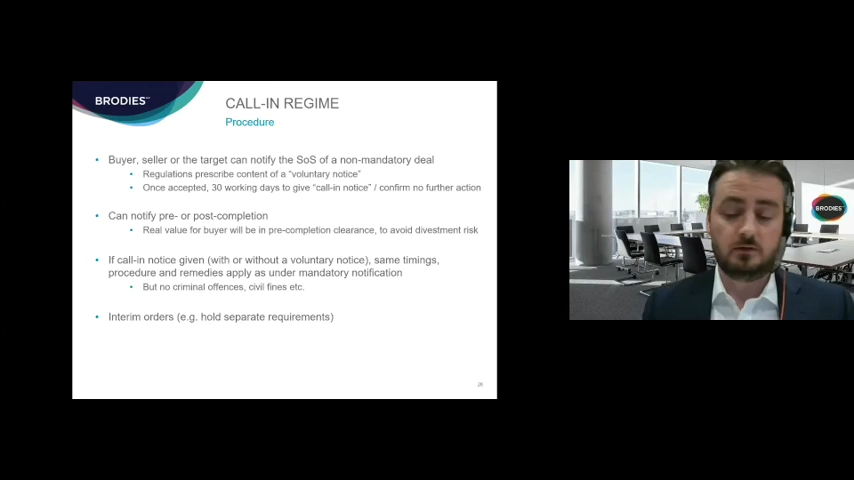 BRODIES LLP
CALL-IN REGIME
Procedure
• Buyer, seller or the target can notify the SoS of a non-mandatory deal
• Regulations prescribe content of a “voluntary notice”
• Once accepted, 30 working days to give “call-in notice” / confirm no further action
• Can notify pre- or post-completion
• Real value for buyer will be in pre-completion clearance, to avoid divestment risk
• If call-in notice given (with or without a voluntary notice), same timings,
procedure and remedies apply as under mandatory notification
• But no criminal offences, civil fines etc.
• Interim orders (e.g. hold separate requirements)
BRODIES